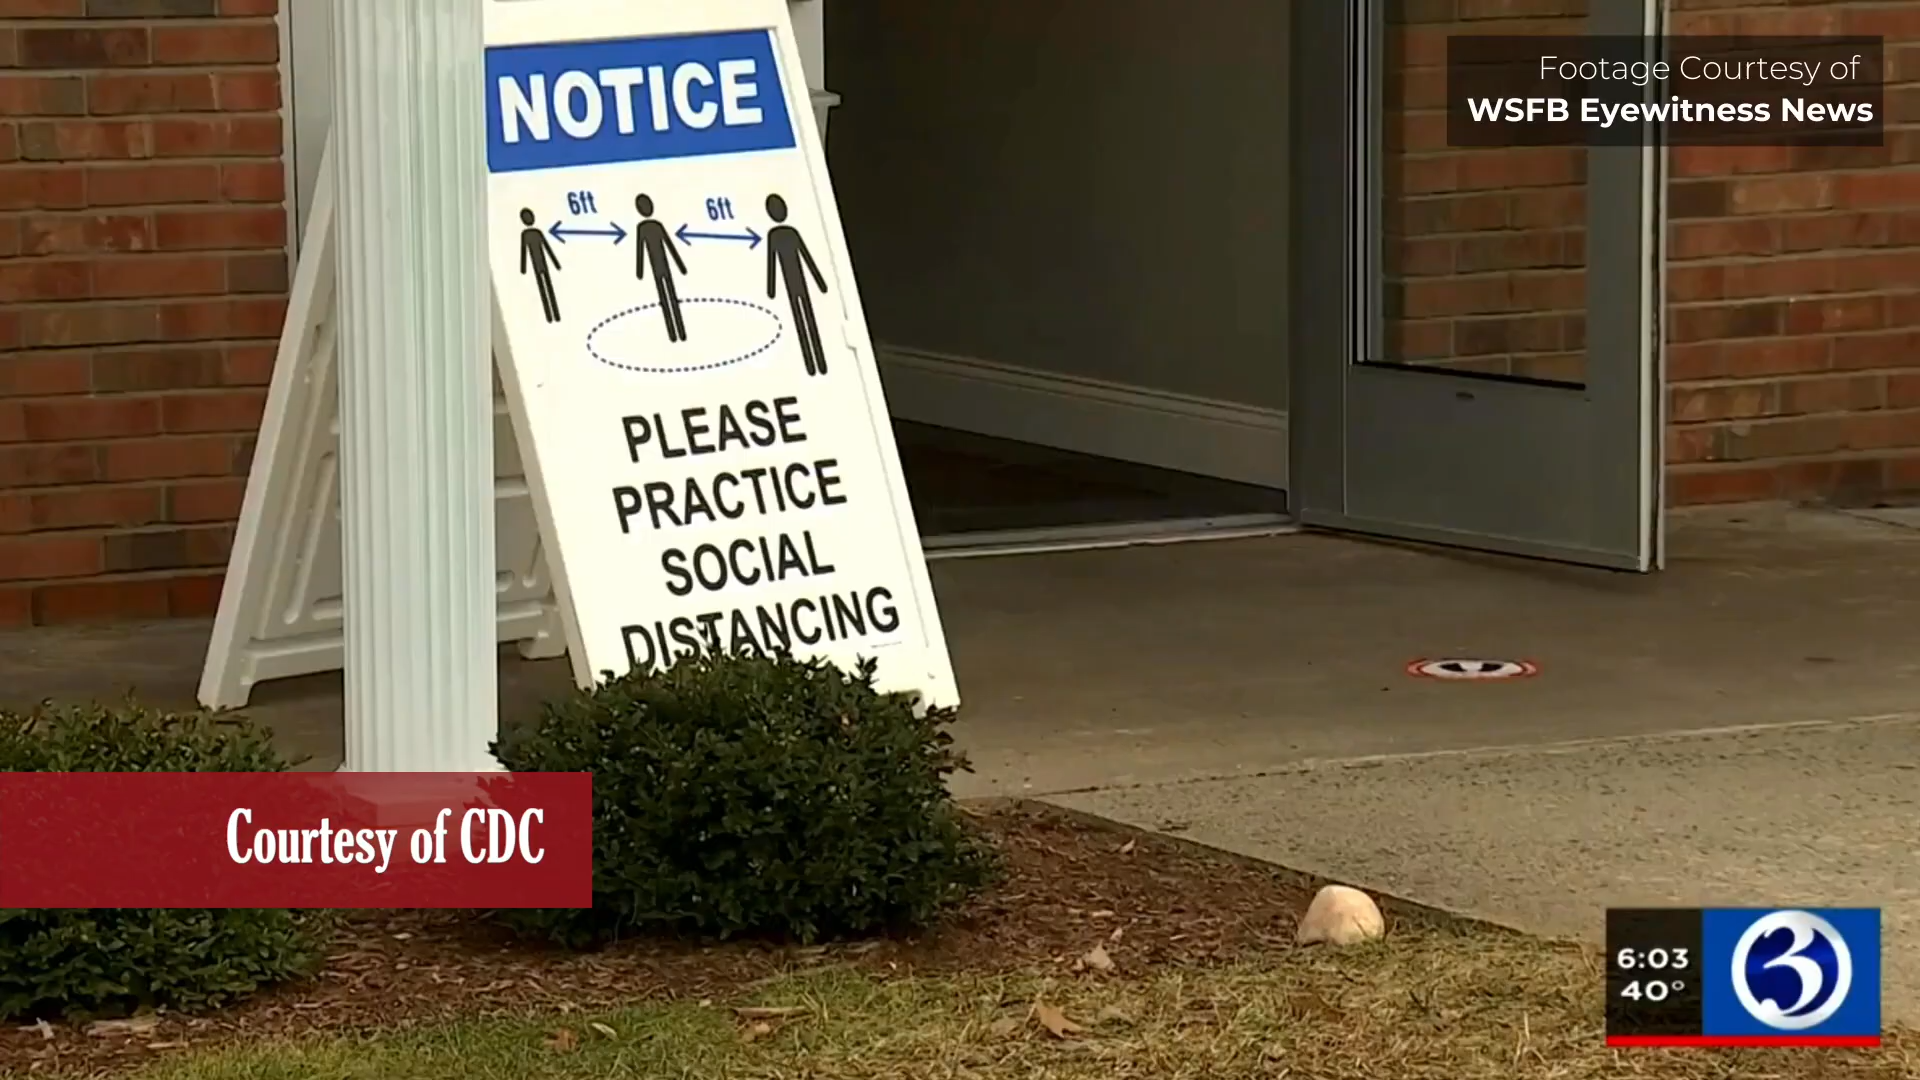 Footage Courtesy of
WSFB Eyewitness News
NOTICE
6ft 6ft
PLEASE
PRACTICE
SOCIAL
DISTANCING
Courtesy of CDC
6:03
40°
3